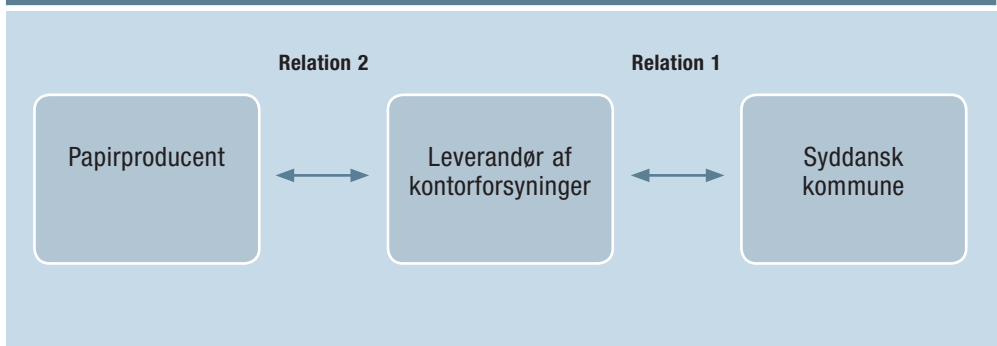 Relation 2
Relation 1
Papirproducent
Leverandør af
kontorforsyninger
Syddansk
kommune